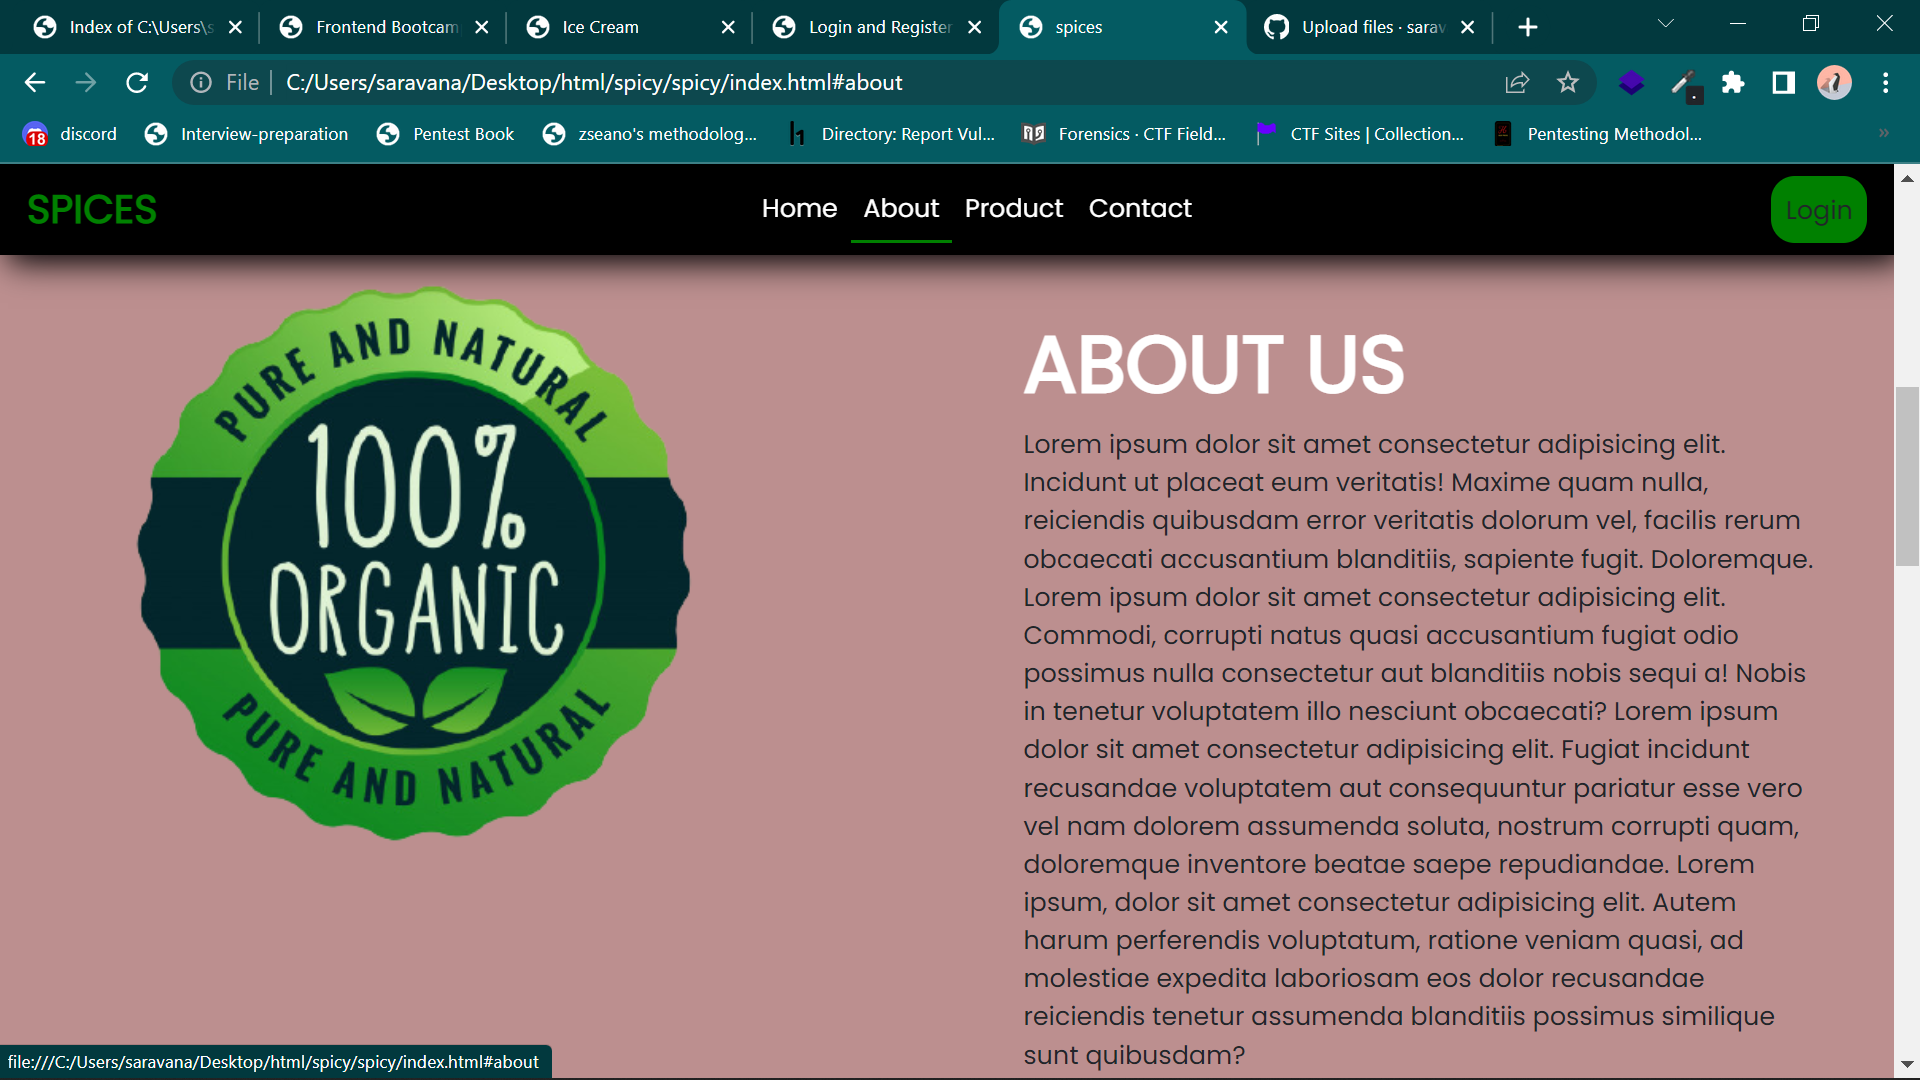 Index of C:\Users\s
Frontend Bootcam
Ice Cream
Login and Register
spices
Upload files · sarav
File
C:/Users/saravana/Desktop/html/spicy/spicy/index.html#about
18
discord
Interview-preparation
Pentest Book
zseano's methodolog...
Directory: Report Vul...
Forensics · CTF Field...
CTF Sites | Collection...
Pentesting Methodol...
SPICES
Home
About
Product
Contact
Login
PURE AND NATURAL
100%
ORGANIC
PURE AND NATURAL
ABOUT US
Lorem ipsum dolor sit amet consectetur adipisicing elit.
Incidunt ut placeat eum veritatis! Maxime quam nulla,
reiciendis quibusdam error veritatis dolorum vel, facilis rerum
obcaecati accusantium blanditiis, sapiente fugit. Doloremque.
Lorem ipsum dolor sit amet consectetur adipisicing elit.
Commodi, corrupti natus quasi accusantium fugiat odio
possimus nulla consectetur aut blanditiis nobis sequi a! Nobis
in tenetur voluptatem illo nesciunt obcaecati? Lorem ipsum
dolor sit amet consectetur adipisicing elit. Fugiat incidunt
recusandae voluptatem aut consequuntur pariatur esse vero
vel nam dolorem assumenda soluta, nostrum corrupti quam,
doloremque inventore beatae saepe repudiandae. Lorem
ipsum, dolor sit amet consectetur adipisicing elit. Autem
harum perferendis voluptatum, ratione veniam quasi, ad
molestiae expedita laboriosam eos dolor recusandae
reiciendis tenetur assumenda blanditiis possimus similique
sunt quibusdam?
file:///C:/Users/saravana/Desktop/html/spicy/spicy/index.html#about